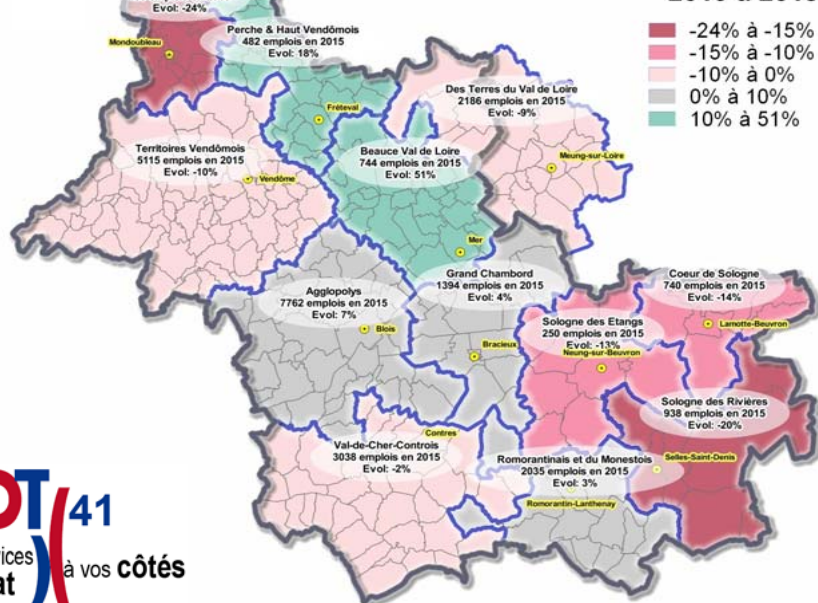 Evol: -24%
Mondoubleau
Perche & Haut Vendômois
482 emplois en 2015
Evol: 18%
-24% à -15%
-15% à -10%
-10% à 0%
0% à 10%
10% à 51%
Des Terres du Val de Loire
2186 emplois en 2015
Evol: -9%
Fréteval
Territoires Vendômois
5115 emplois en 2015
Evol: -10%
Beauce Val de Loire
744 emplois en 2015
Evol: 51%
Meung-sur-Loire
Vendôme
Mer
Grand Chambord
1394 emplois en 2015
Evol: 4%
Coeur de Sologne
740 emplois en 2015
Evol: -14%
Agglopolys
7762 emplois en 2015
Evol: 7%
Blois
Sologne des Etangs
250 emplois en 2015
Evol: -13%
Neung-sur-Beuvron
Lamotte-Beuvron
Bracieux
Sologne des Rivières
938 emplois en 2015
Evol: -20%
Contres
Val-de-Cher-Controis
3038 emplois en 2015
Evol: -2%
Romorantinais et du Monestois
2035 emplois en 2015
Evol: 3%
Selles-Saint-Denis
Romorantin-Lanthenay
OT 41
à vos côtés